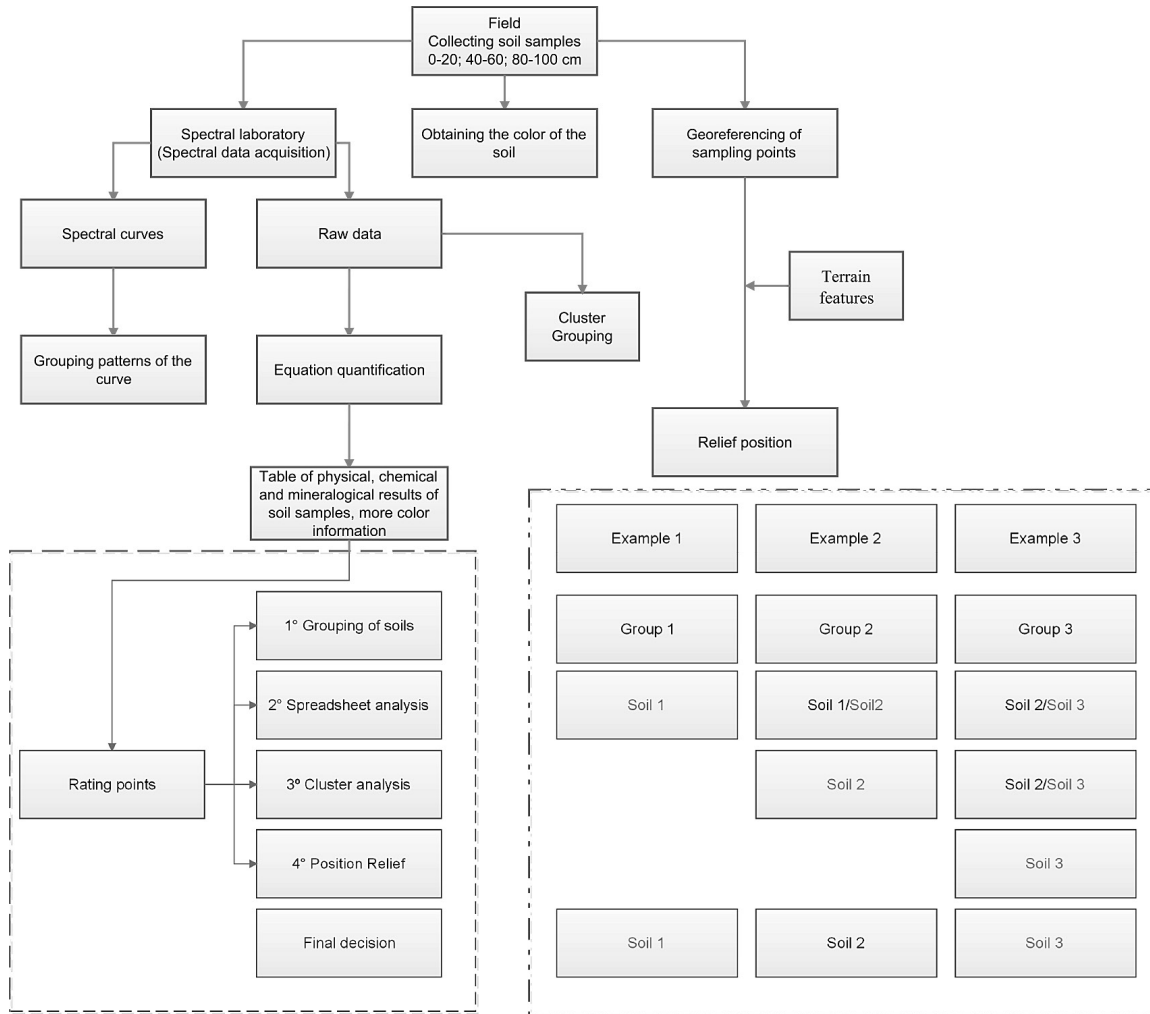 Field
Collecting soil samples
0-20; 40-60; 80-100 cm
Spectral laboratory
(Spectral data acquisition)
Obtaining the color of the
soil
Georeferencing of
sampling points
Spectral curves
Raw data
Terrain
features
Cluster
Grouping
Grouping patterns of the
curve
Equation quantification
Relief position
Table of physical, chemical
and mineralogical results of
soil samples, more color
information
Rating points
1° Grouping of soils
2° Spreadsheet analysis
3º Cluster analysis
4° Position Relief
Final decision
Example 1
Example 2
Example 3
Group 1
Group 2
Group 3
Soil 1
Soil 1/Soil2
Soil 2/Soil 3
Soil 2
Soil 2/Soil 3
Soil 3
Soil 1
Soil 2
Soil 3